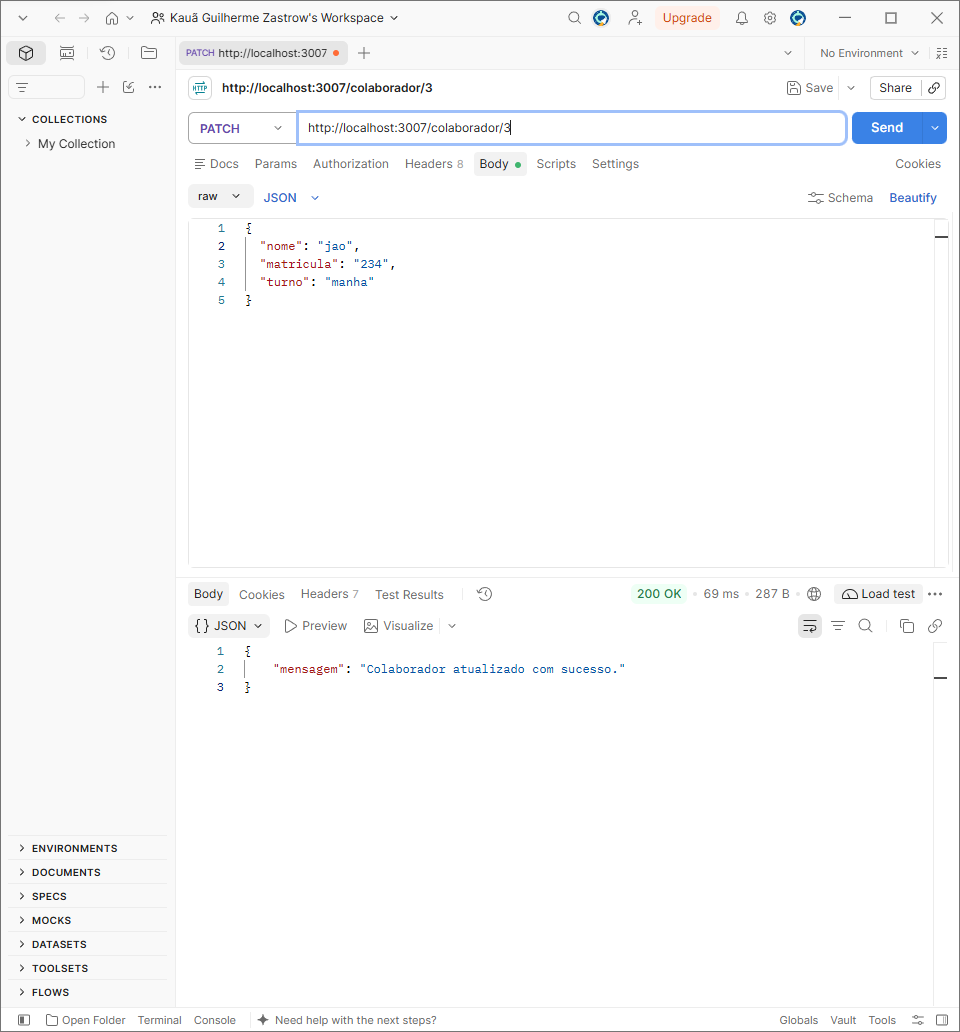 Kauã Guilherme Zastrow's Workspace
Upgrade
PATCH http://localhost:3007
No Environment
HTTP http://localhost:3007/colaborador/3
Save
Share
COLLECTIONS
My Collection
PATCH http://localhost:3007/colaborador/3
Send
Docs Params Authorization Headers 8 Body Scripts Settings
Cookies
raw JSON
Schema Beautify
1 {
2 "nome": "jao",
3 "matricula": "234",
4 "turno": "manha"
5 }
Body Cookies Headers 7 Test Results
200 OK • 69 ms • 287 B • Load test
{} JSON Preview Visualize
1 {
2 "mensagem": "Colaborador atualizado com sucesso."
3 }
ENVIRONMENTS
DOCUMENTS
SPECS
MOCKS
DATASETS
TOOLSETS
FLOWS
Open Folder Terminal Console Need help with the next steps?
Globals Vault Tools